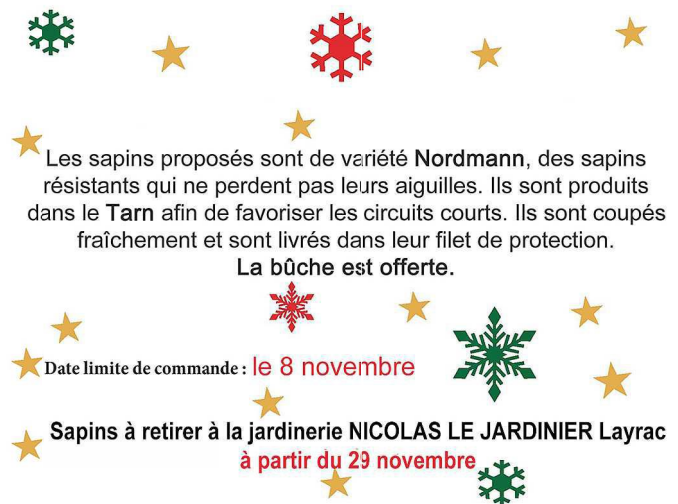 Les sapins proposés sont de variété Nordmann, des sapins
résistants qui ne perdent pas leurs aiguilles. Ils sont produits
dans le Tarn afin de favoriser les circuits courts. Ils sont coupés
fraîchement et sont livrés dans leur filet de protection.
La bûche est offerte.
Date limite de commande : le 8 novembre
Sapins à retirer à la jardinerie NICOLAS LE JARDINIER Layrac
à partir du 29 novembre